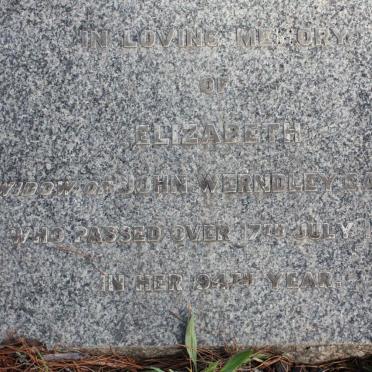 IN LOVING MEMORY
OF
ELIZABETH
WIDOW OF JOHN WERNDLEY
WHO PASSED OVER 17TH JULY
IN HER 94TH YEAR.